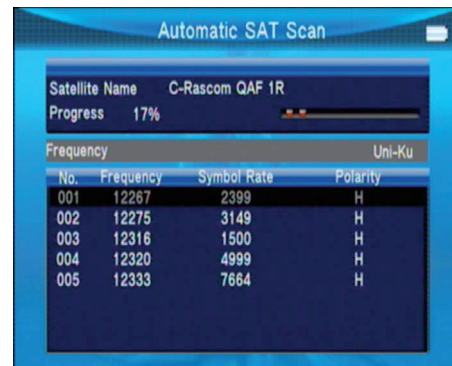 Automatic SAT Scan
Satellite Name C-Rascom QAF 1R
Progress 17%
Frequency Uni-Ku
No. Frequency Symbol Rate Polarity
001 12267 2399 H
002 12275 3149 H
003 12316 1500 H
004 12320 4999 H
005 12333 7664 H